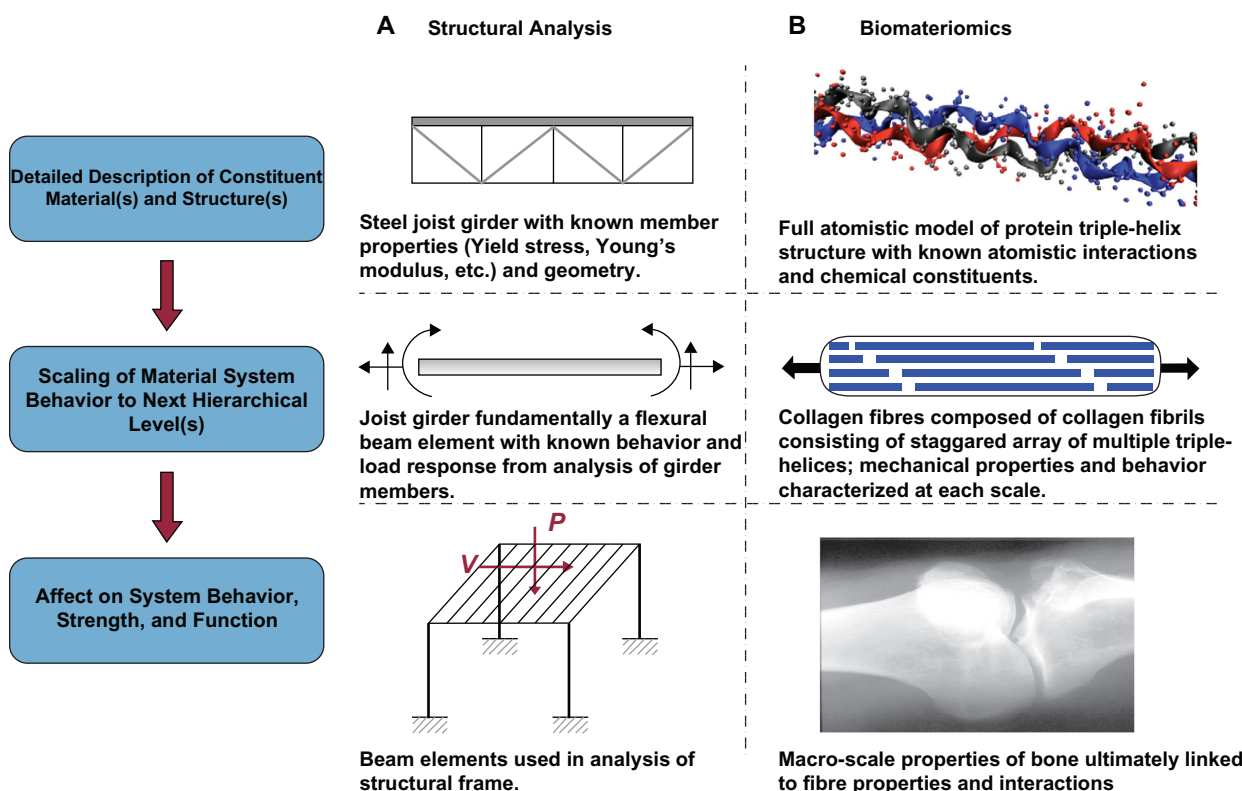 A Structural Analysis
B Biomateriomics
Detailed Description of Constituent
Material(s) and Structure(s)
Steel joist girder with known member
properties (Yield stress, Young's
modulus, etc.) and geometry.
Full atomistic model of protein triple-helix
structure with known atomistic interactions
and chemical constituents.
Scaling of Material System
Behavior to Next Hierarchical
Level(s)
Joist girder fundamentally a flexural
beam element with known behavior and
load response from analysis of girder
members.
Collagen fibres composed of collagen fibrils
consisting of staggared array of multiple triple-
helices; mechanical properties and behavior
characterized at each scale.
Affect on System Behavior,
Strength, and Function
P
V
Beam elements used in analysis of
structural frame.
Macro-scale properties of bone ultimately linked
to fibre properties and interactions